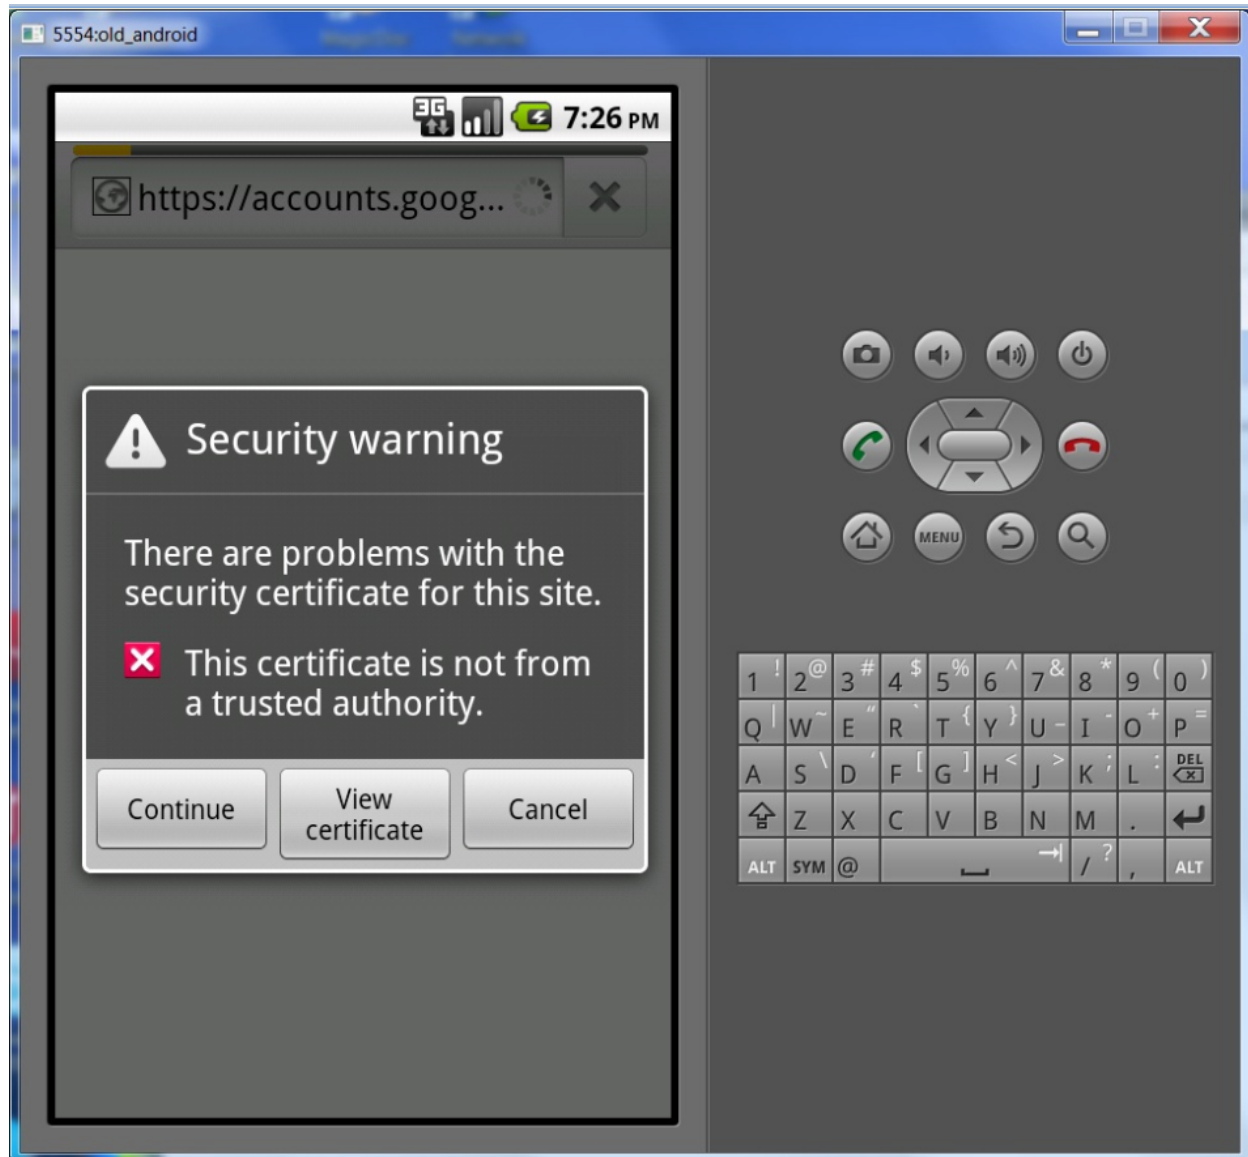 5554:old_android
3G
7:26 PM
https://accounts.goog...
Security warning
There are problems with the
security certificate for this site.
This certificate is not from
a trusted authority.
Continue
View
certificate
Cancel
MENU
1 ! 2 @ 3 # 4 $ 5 % 6 ^ 7 & 8 * 9 ( 0 )
Q | W ~ E " R ` T { Y } U _ I - O + P =
A S \ D ' F [ G ] H < J > K ; L : DEL
Z X C V B N M .
ALT SYM @ / ? , ALT